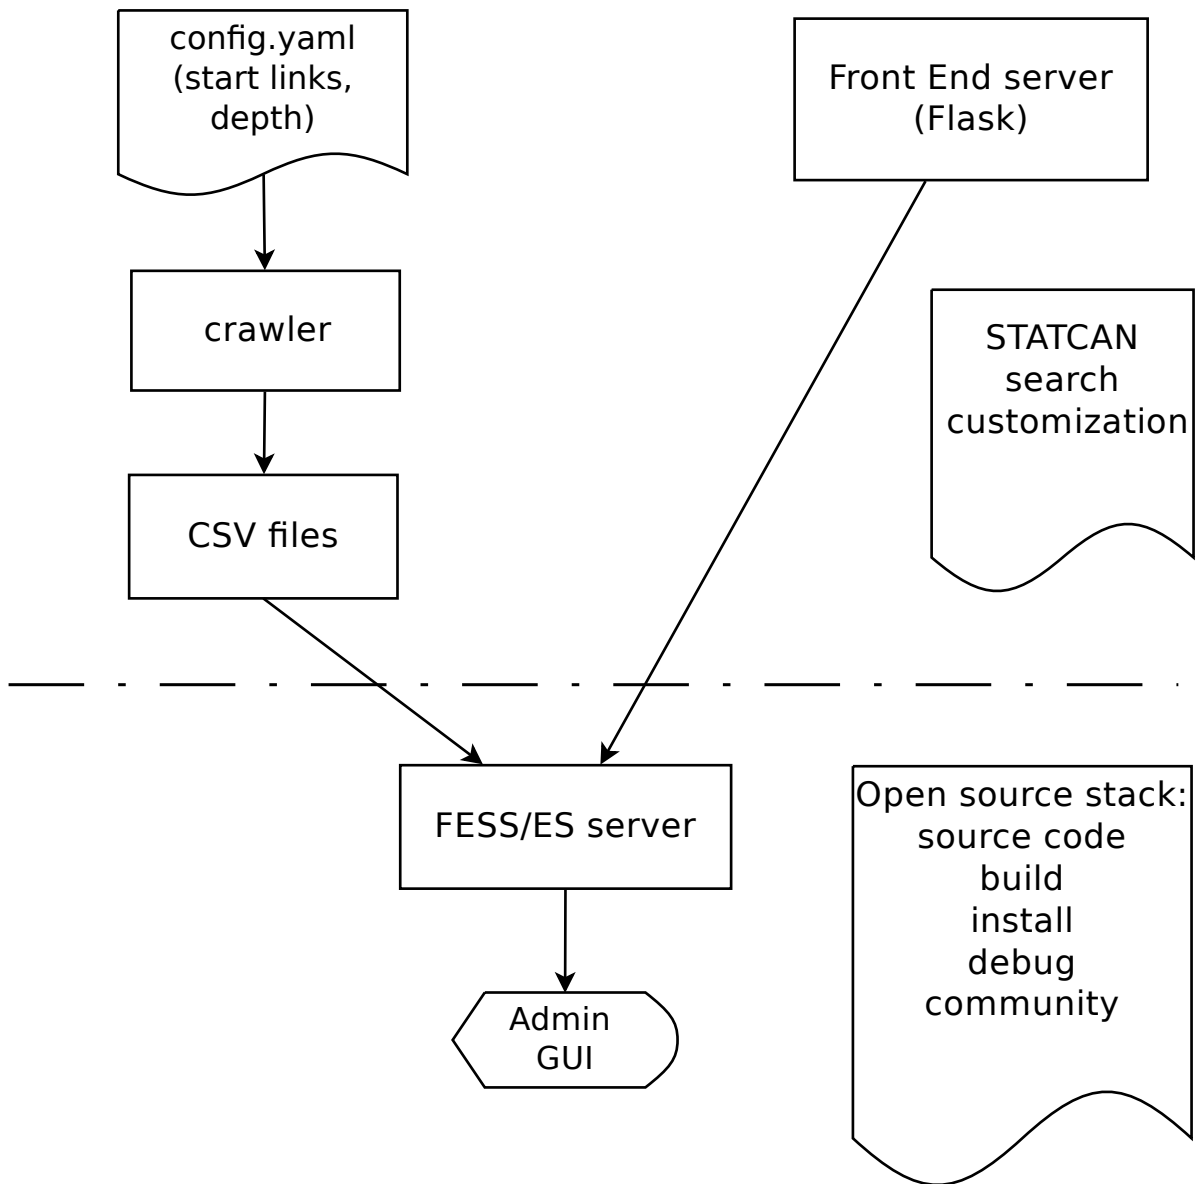 config.yaml
(start links,
depth)
Front End server
(Flask)
crawler
STATCAN
search
customization
CSV files
FESS/ES server
Open source stack:
source code
build
install
debug
community
Admin
GUI